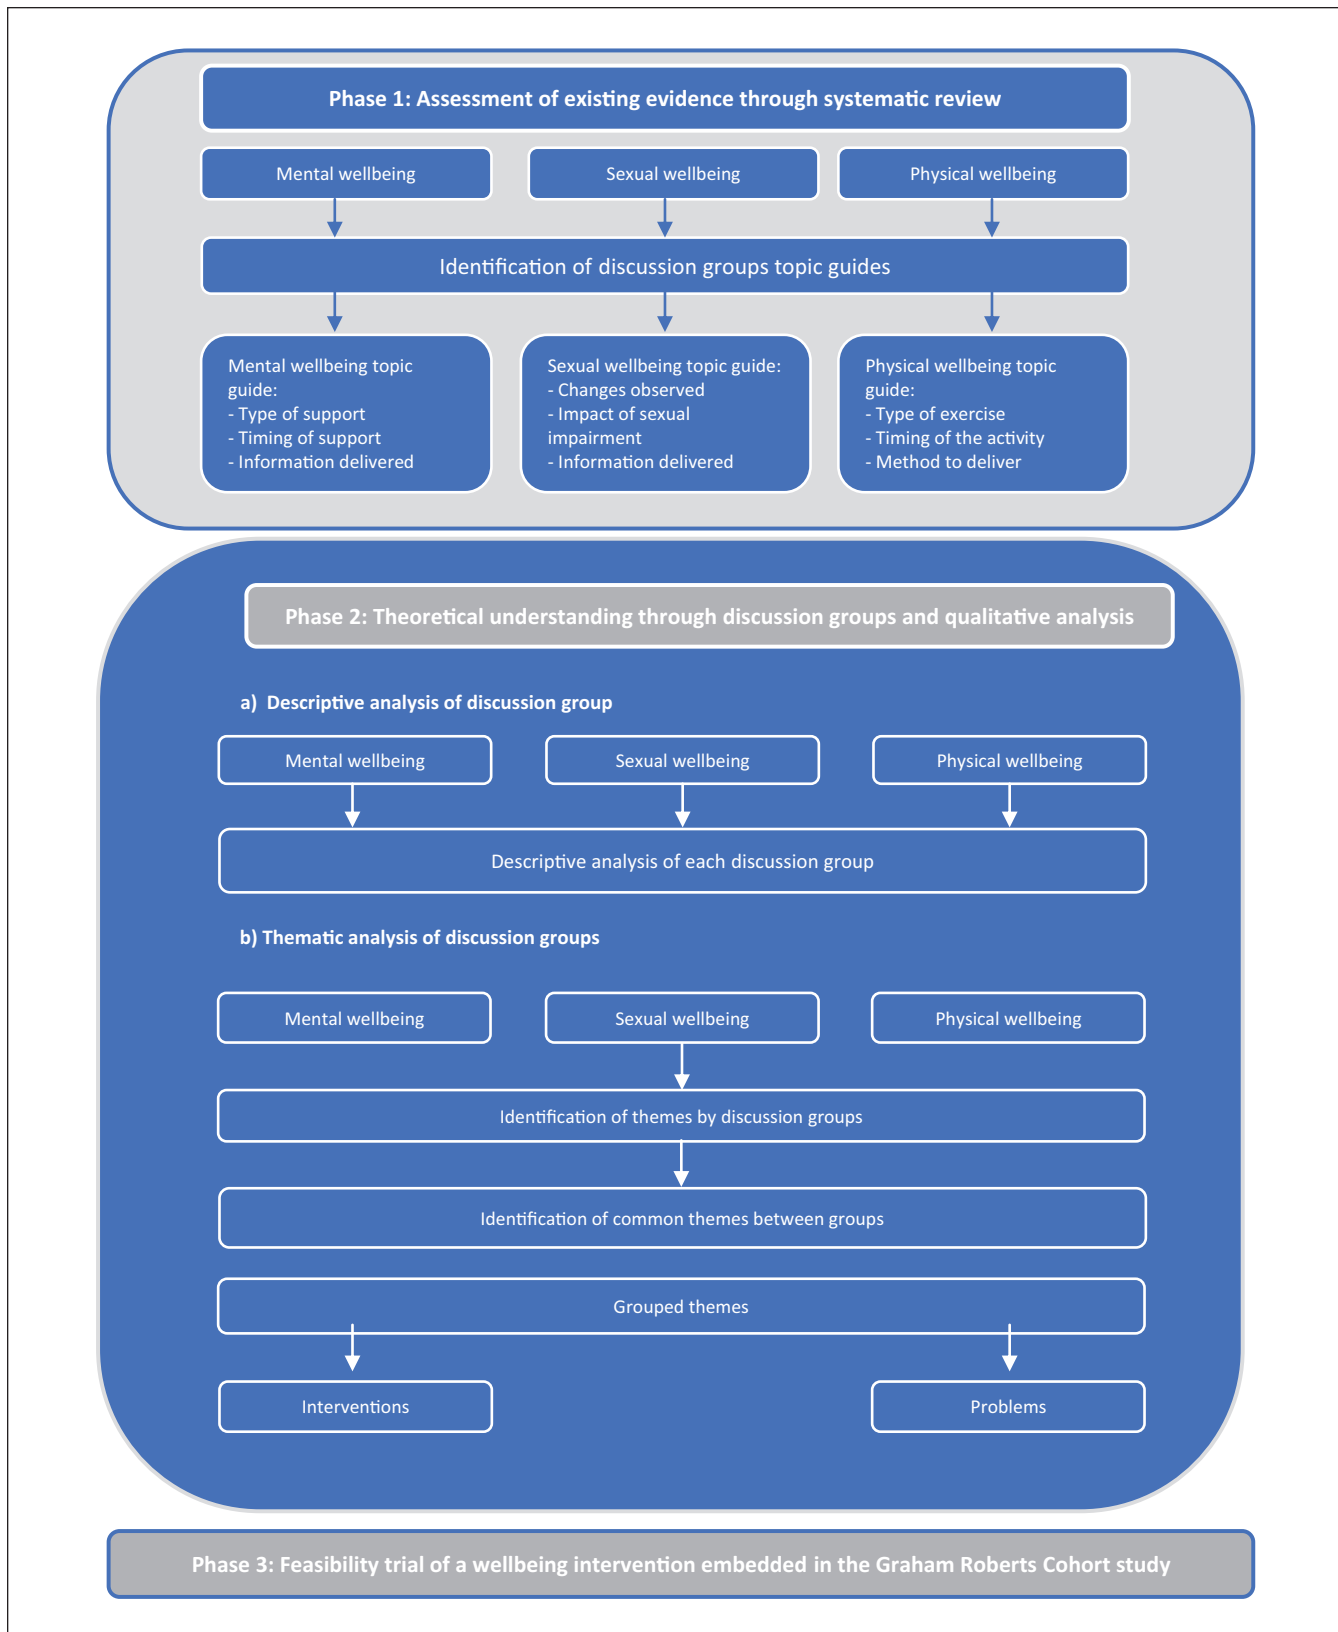 Phase 1: Assessment of existing evidence through systematic review
Mental wellbeing
Sexual wellbeing
Physical wellbeing
Identification of discussion groups topic guides
Mental wellbeing topic
guide:
- Type of support
- Timing of support
- Information delivered
Sexual wellbeing topic guide:
- Changes observed
- Impact of sexual
impairment
- Information delivered
Physical wellbeing topic
guide:
- Type of exercise
- Timing of the activity
- Method to deliver
Phase 2: Theoretical understanding through discussion groups and qualitative analysis
a) Descriptive analysis of discussion group
Mental wellbeing
Sexual wellbeing
Physical wellbeing
Descriptive analysis of each discussion group
b) Thematic analysis of discussion groups
Mental wellbeing
Sexual wellbeing
Physical wellbeing
Identification of themes by discussion groups
Identification of common themes between groups
Grouped themes
Interventions
Problems
Phase 3: Feasibility trial of a wellbeing intervention embedded in the Graham Roberts Cohort study